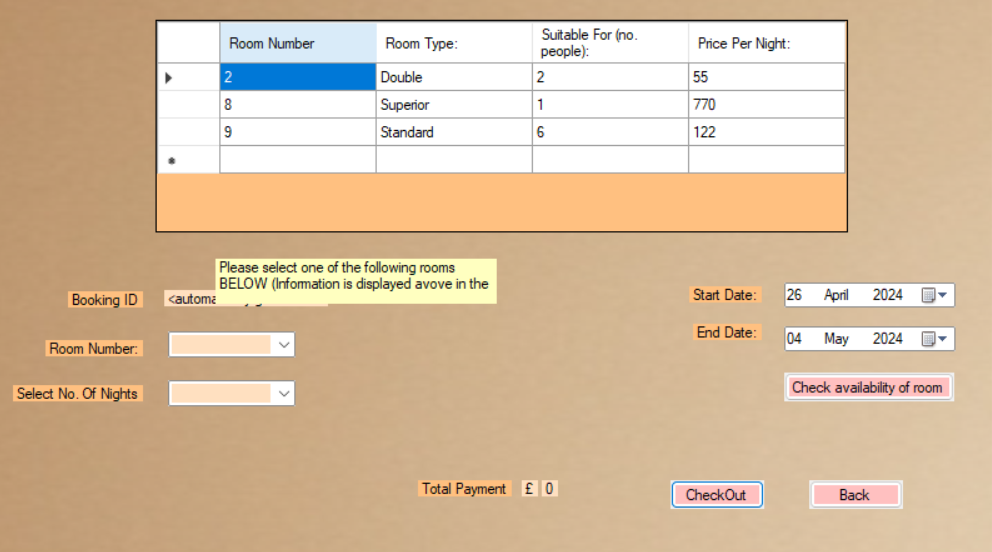 Room Number Room Type: Suitable For (no. people): Price Per Night:
2 Double 2 55
8 Superior 1 770
9 Standard 6 122
Please select one of the following rooms
BELOW (Information is displayed avove in the
Booking ID <automa
Start Date: 26 April 2024
End Date: 04 May 2024
Room Number:
Select No. Of Nights
Check availability of room
Total Payment £ 0
CheckOut Back